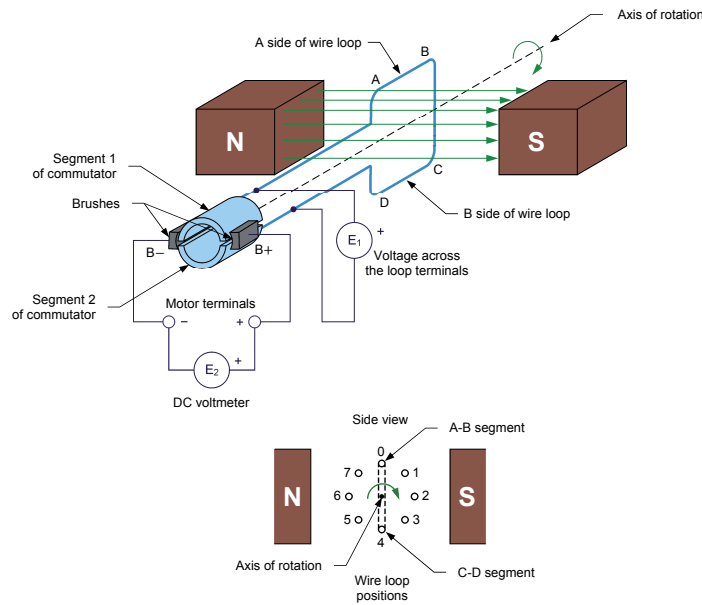 Axis of rotation
A side of wire loop
B
A
N
S
Segment 1
of commutator
C
Brushes
D
B side of wire loop
B−
B+
E1
+
Voltage across
the loop terminals
Segment 2
of commutator
Motor terminals
−
+
E2
+
DC voltmeter
Side view
A-B segment
0
7
1
N
6
2
S
5
3
4
Axis of rotation
C-D segment
Wire loop
positions